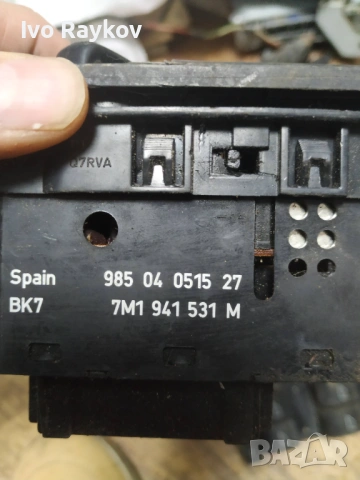 Ivo Raykov
Q7RVA
Spain 985 04 0515 27
BK7 7M1 941 531 M
BAZAR